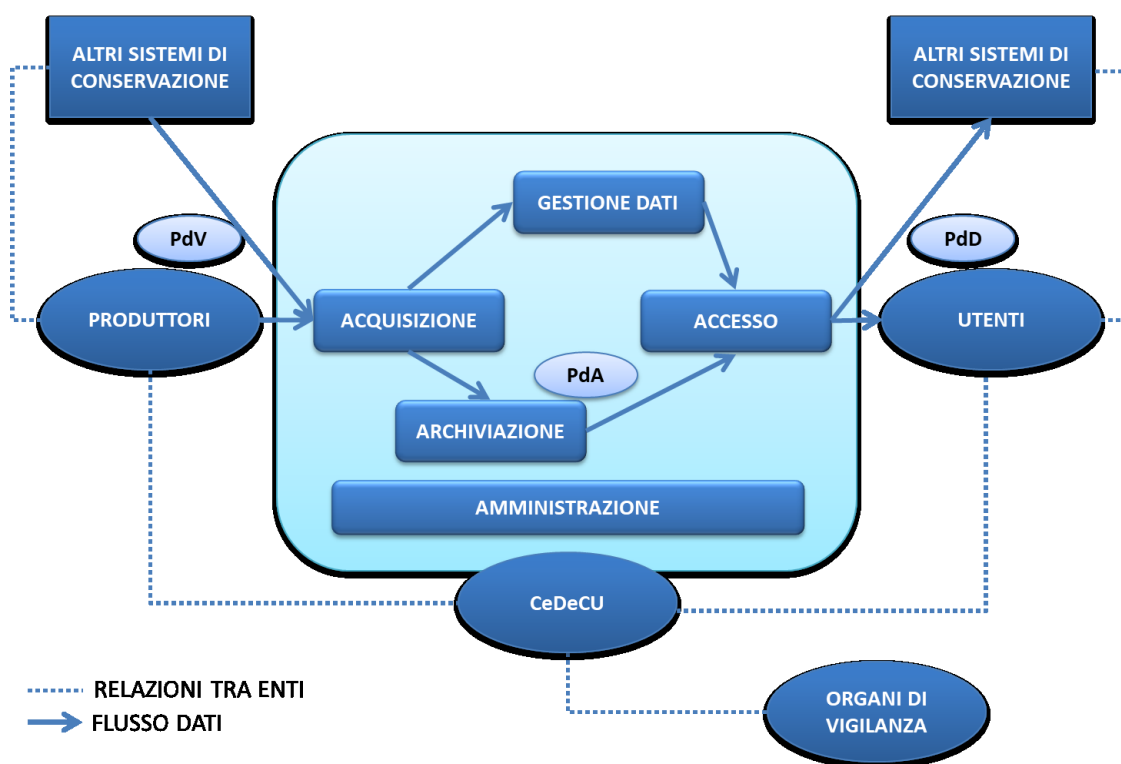 ALTRI SISTEMI DI
CONSERVAZIONE
ALTRI SISTEMI DI
CONSERVAZIONE
GESTIONE DATI
PdV
PdD
PRODUTTORI
ACQUISIZIONE
ACCESSO
UTENTI
PdA
ARCHIVIAZIONE
AMMINISTRAZIONE
CeDeCU
RELAZIONI TRA ENTI
FLUSSO DATI
ORGANI DI
VIGILANZA